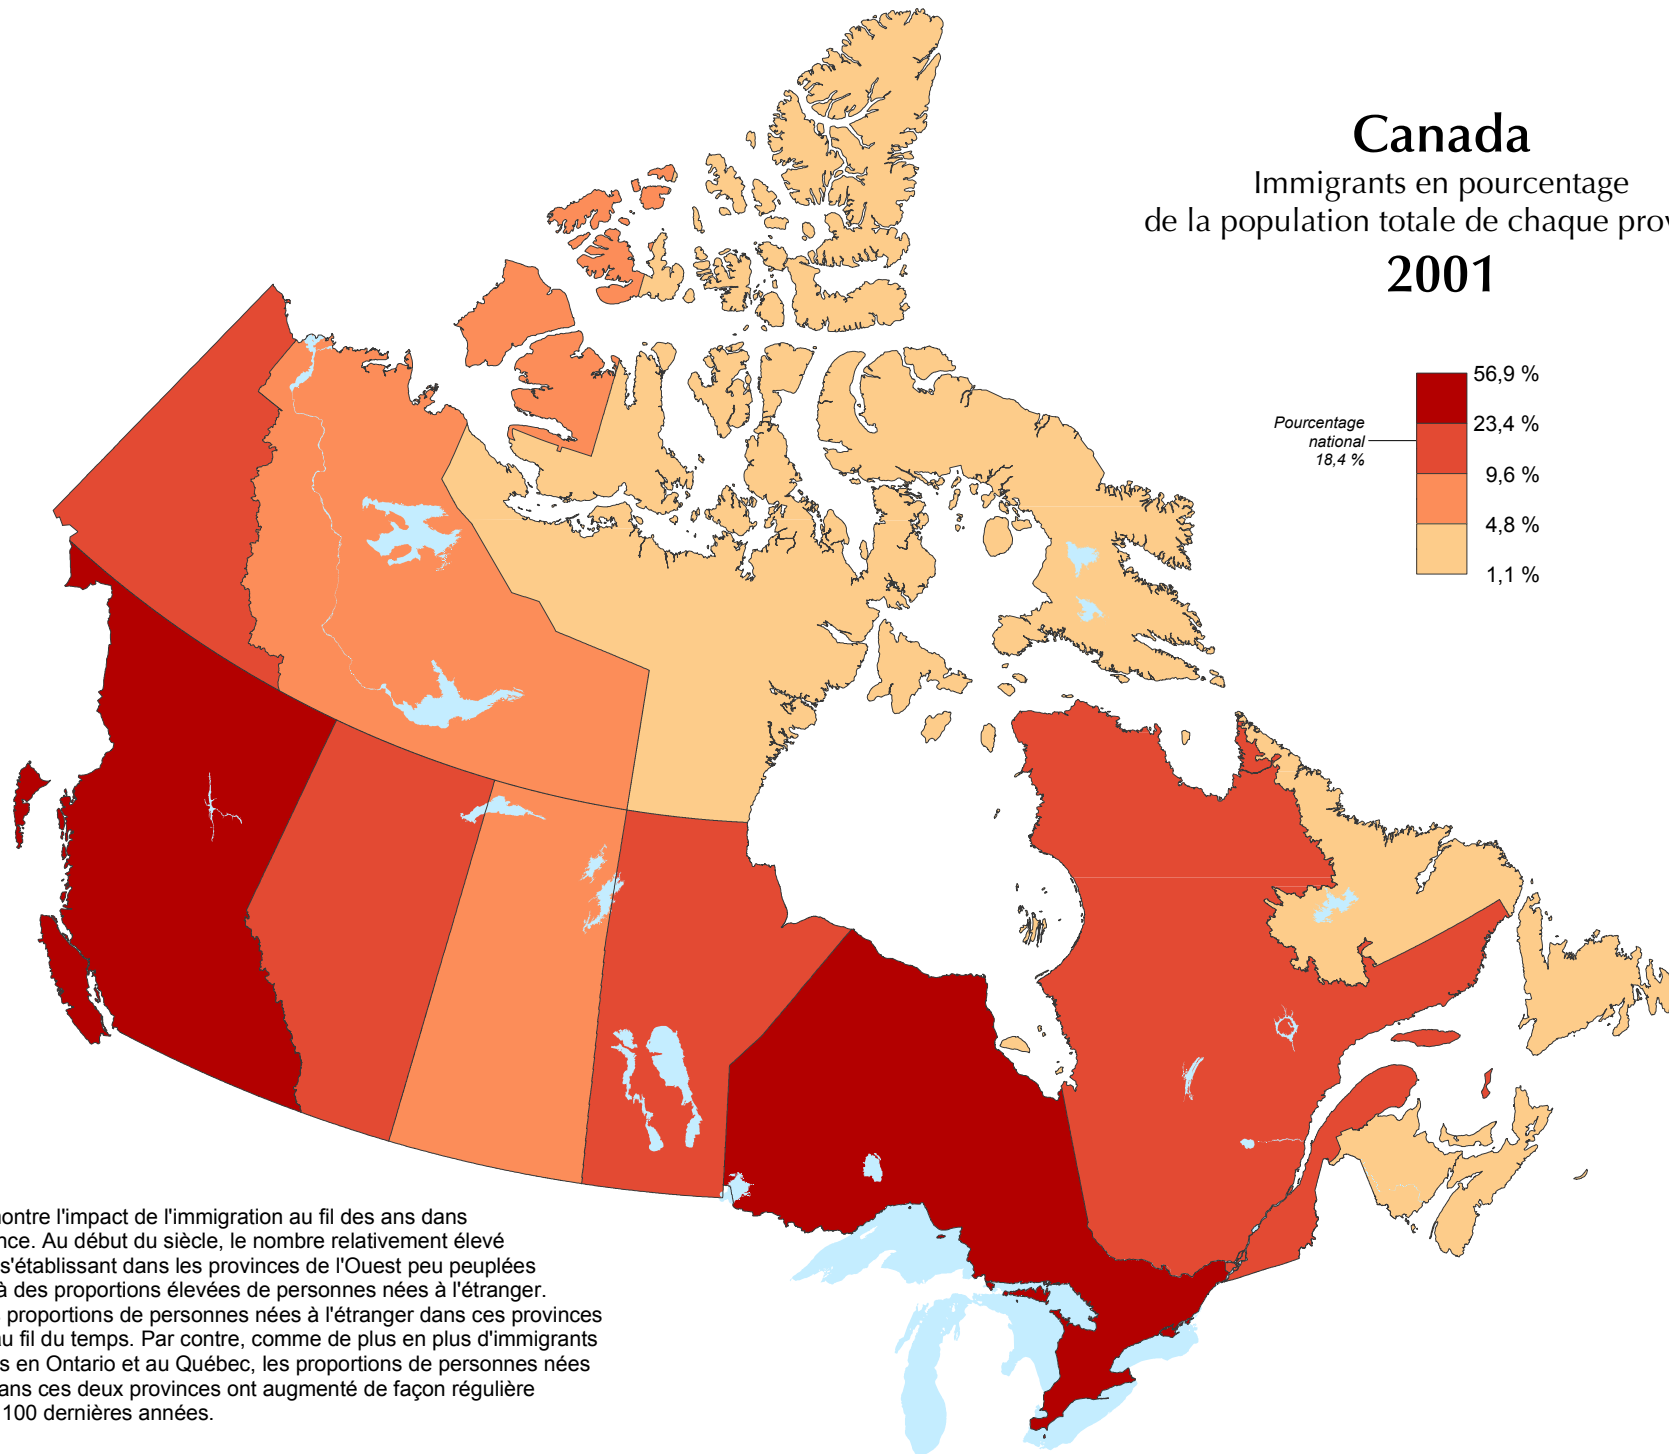 Canada
Immigrants en pourcentage
de la population totale de chaque
2001
56,9 %
23,4 %
9,6 %
4,8 %
1,1 %
Pourcentage
national
18,4 %
l'impact de l'immigration au fil des ans dans
Au début du siècle, le nombre relativement élevé
s'établissant dans les provinces de l'Ouest peu peuplées
à des proportions élevées de personnes nées à l'étranger.
proportions de personnes nées à l'étranger dans ces provinces
au fil du temps. Par contre, comme de plus en plus d'immigrants
en Ontario et au Québec, les proportions de personnes nées
ces deux provinces ont augmenté de façon régulière
100 dernières années.